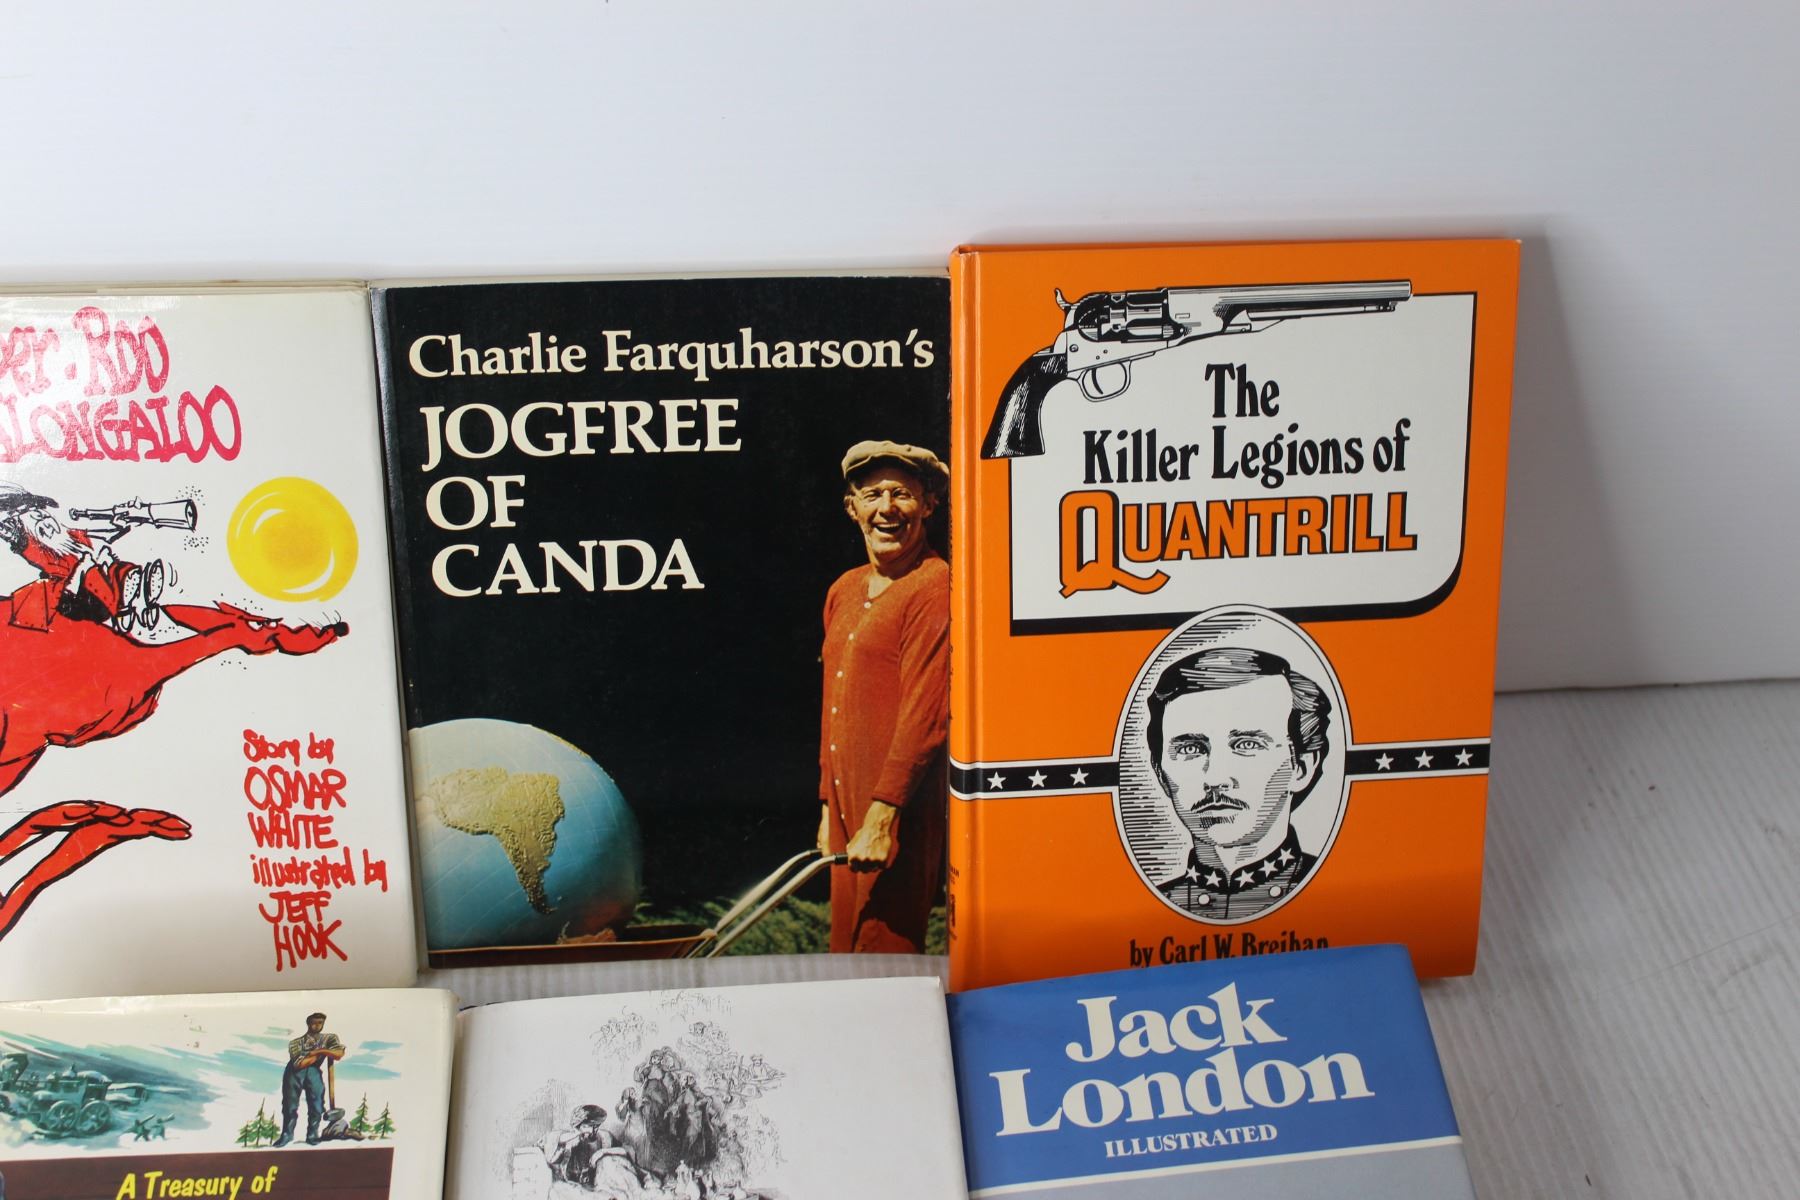 Roo
Charlie Farquharson's
JOGFREE
OF
CANDA
Story by
OSMAR
WHITE
illustrated by
JEFF
HOOK
The
Killer Legions of
QUANTRILL
by Carl W. Breihan
A Treasury of
Jack
London
ILLUSTRATED